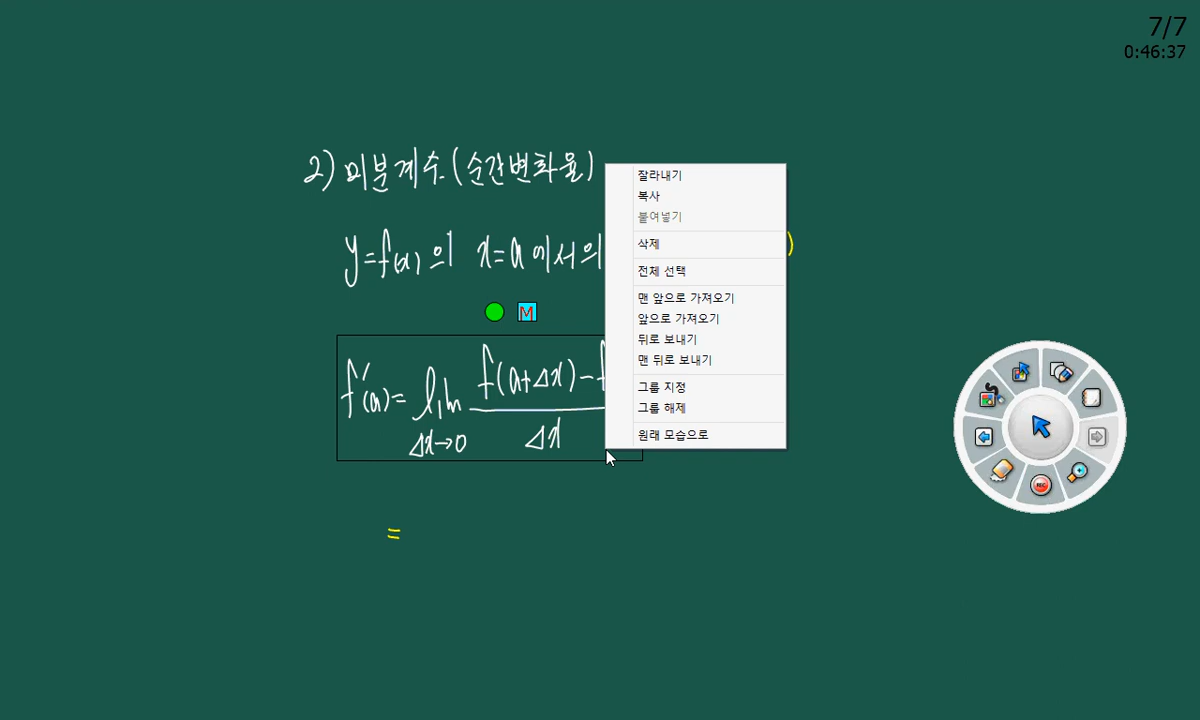 7/7
0:46:37
2) 미분계수 (순간변화율)
y=f(x)의 x=a에서의 )
M
f'(a)= lim f(a+Δx)-f
Δx→0 Δx
=
잘라내기
복사
붙여넣기
삭제
전체 선택
맨 앞으로 가져오기
앞으로 가져오기
뒤로 보내기
맨 뒤로 보내기
그룹 지정
그룹 해제
원래 모습으로
REC